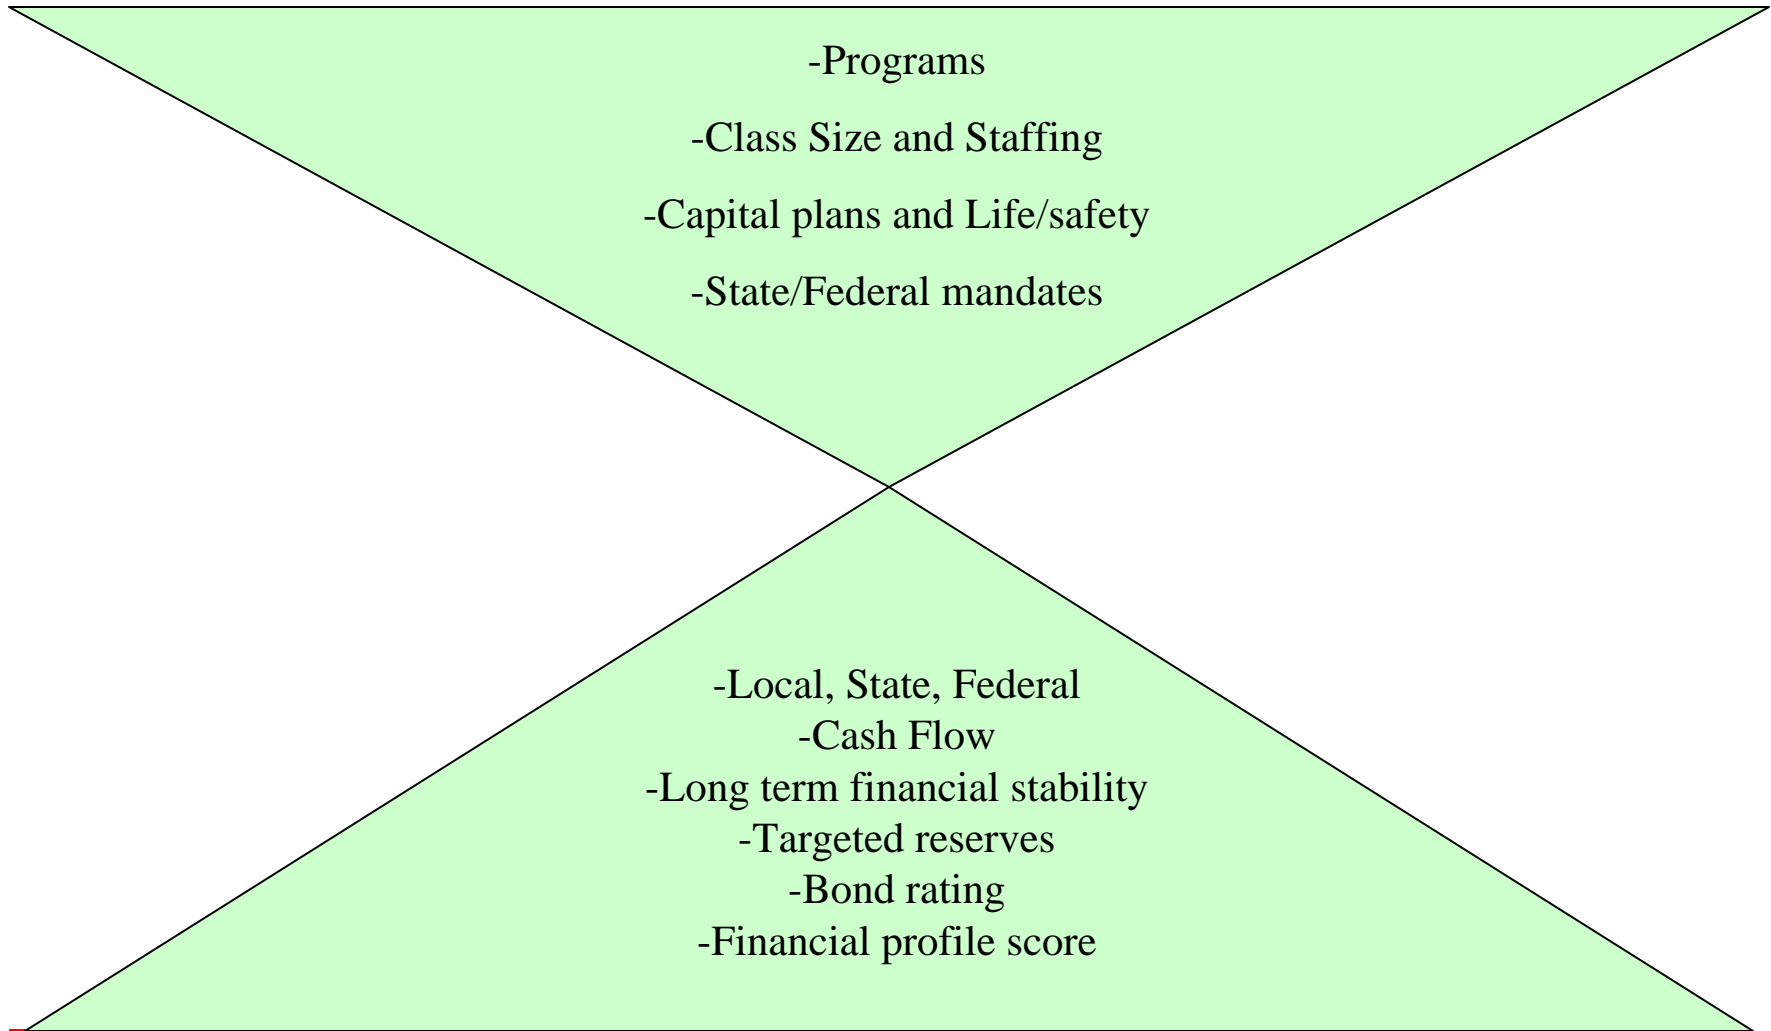 -Programs
-Class Size and Staffing
-Capital plans and Life/safety
-State/Federal mandates
-Local, State, Federal
-Cash Flow
-Long term financial stability
-Targeted reserves
-Bond rating
-Financial profile score